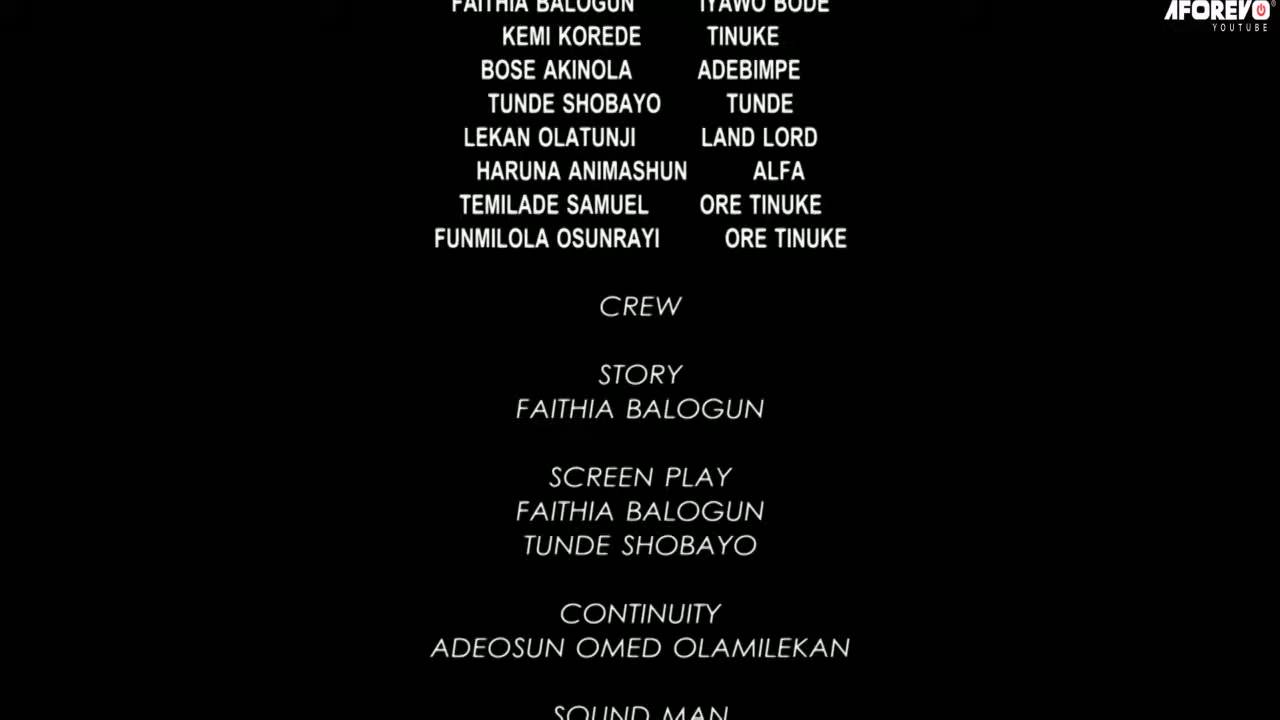 FAITHIA BALOGUN IYAWO BODE
AFOREVO
YOUTUBE
KEMI KOREDE TINUKE
BOSE AKINOLA ADEBIMPE
TUNDE SHOBAYO TUNDE
LEKAN OLATUNJI LAND LORD
HARUNA ANIMASHUN ALFA
TEMILADE SAMUEL ORE TINUKE
FUNMILOLA OSUNRAYI ORE TINUKE
CREW
STORY
FAITHIA BALOGUN
SCREEN PLAY
FAITHIA BALOGUN
TUNDE SHOBAYO
CONTINUITY
ADEOSUN OMED OLAMILEKAN
SOUND MAN